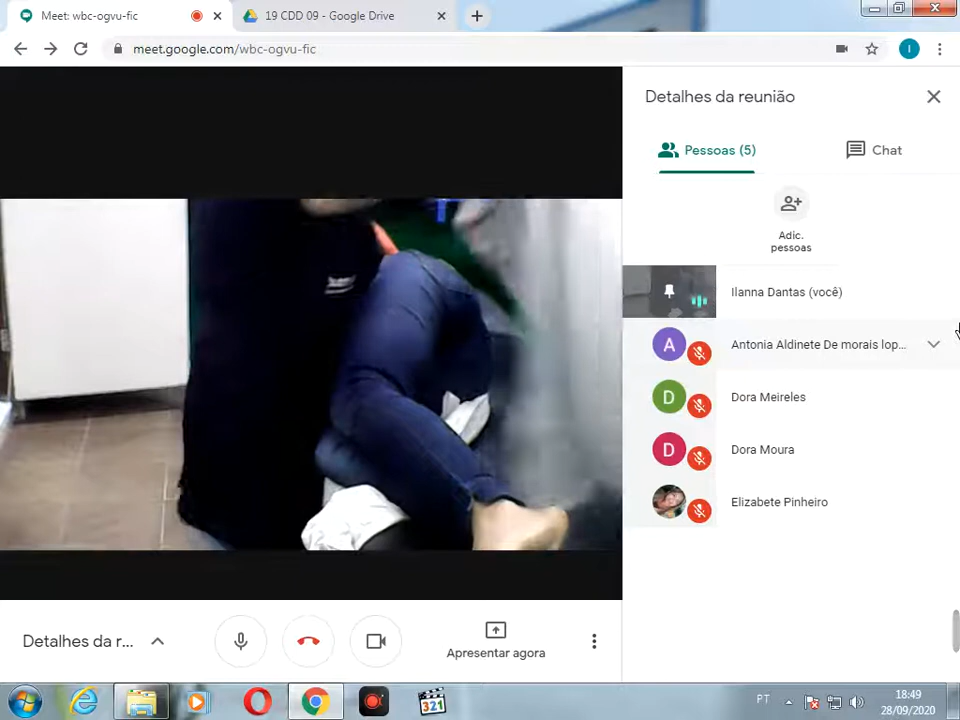 Meet: wbc-ogvu-fic
19 CDD 09 - Google Drive
meet.google.com/wbc-ogvu-fic
I
Detalhes da reunião
Pessoas (5)
Chat
Adic.
pessoas
Ilanna Dantas (você)
A
Antonia Aldinete De morais lop...
D
Dora Meireles
D
Dora Moura
Elizabete Pinheiro
Detalhes da r...
Apresentar agora
321
PT
18:49
28/09/2020